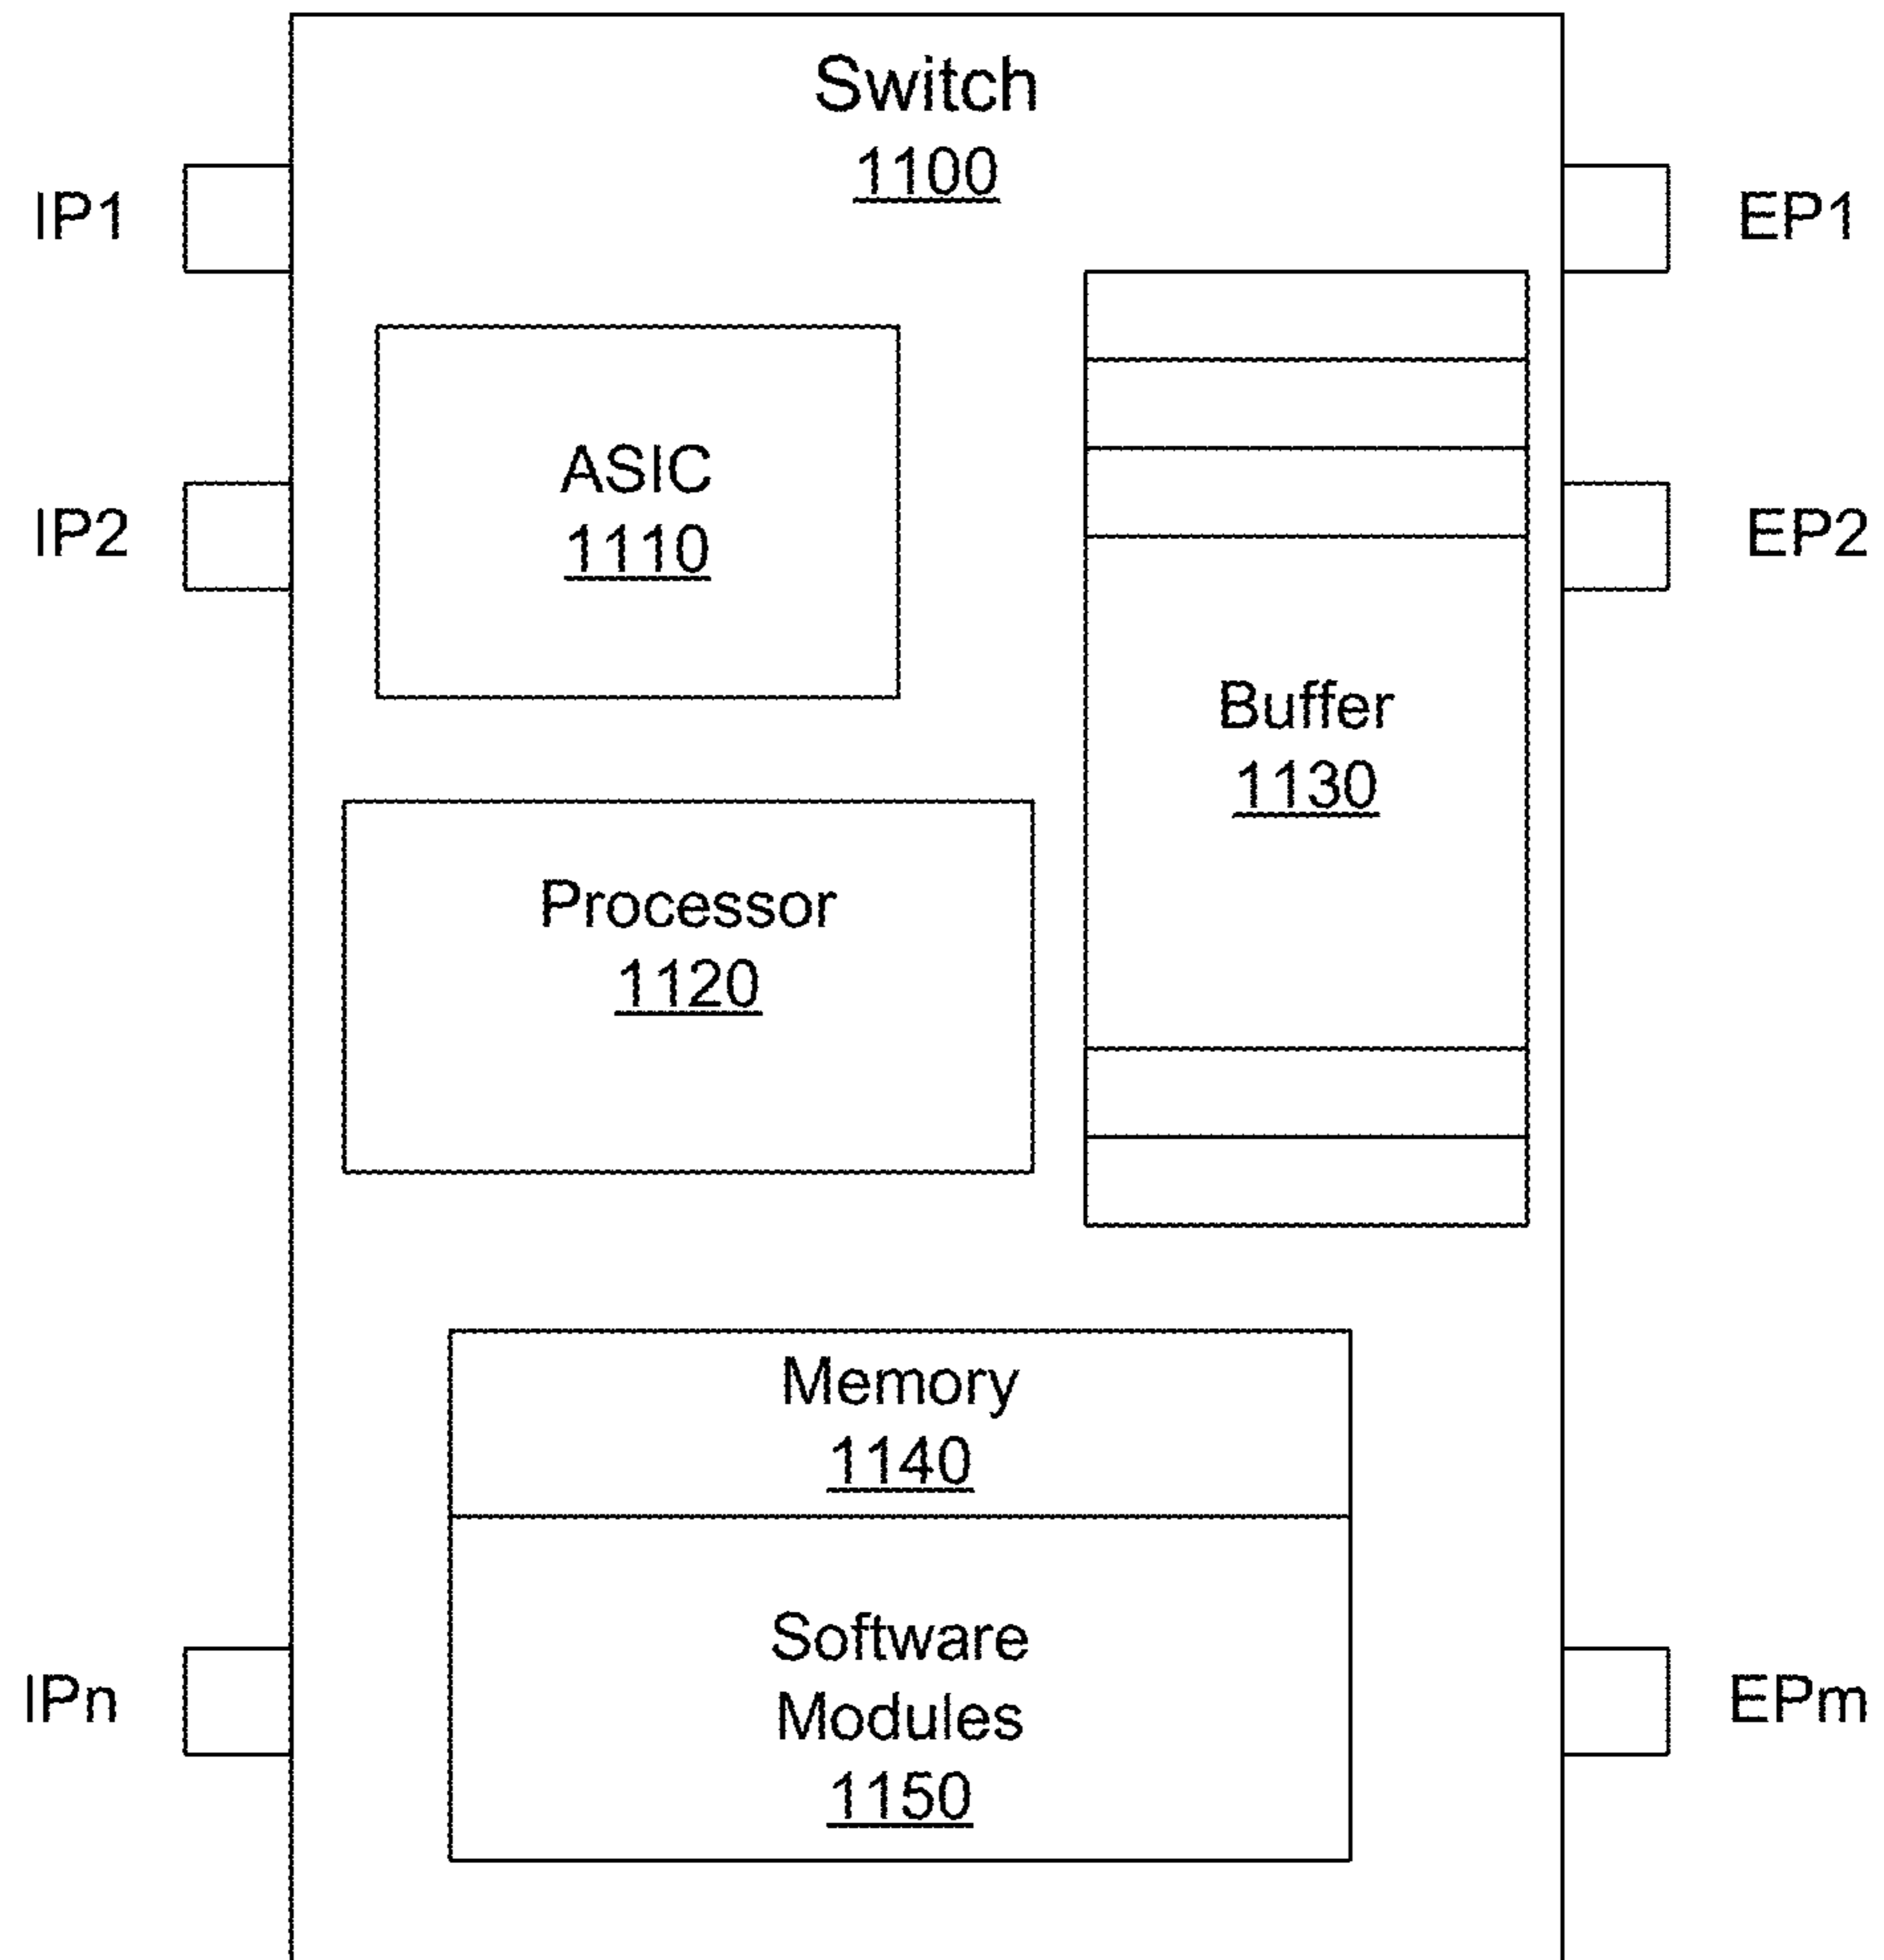 Switch
1100
IP1
EP1
ASIC
1110
IP2
EP2
Buffer
1130
Processor
1120
Memory
1140
Software
Modules
1150
IPn
EPm